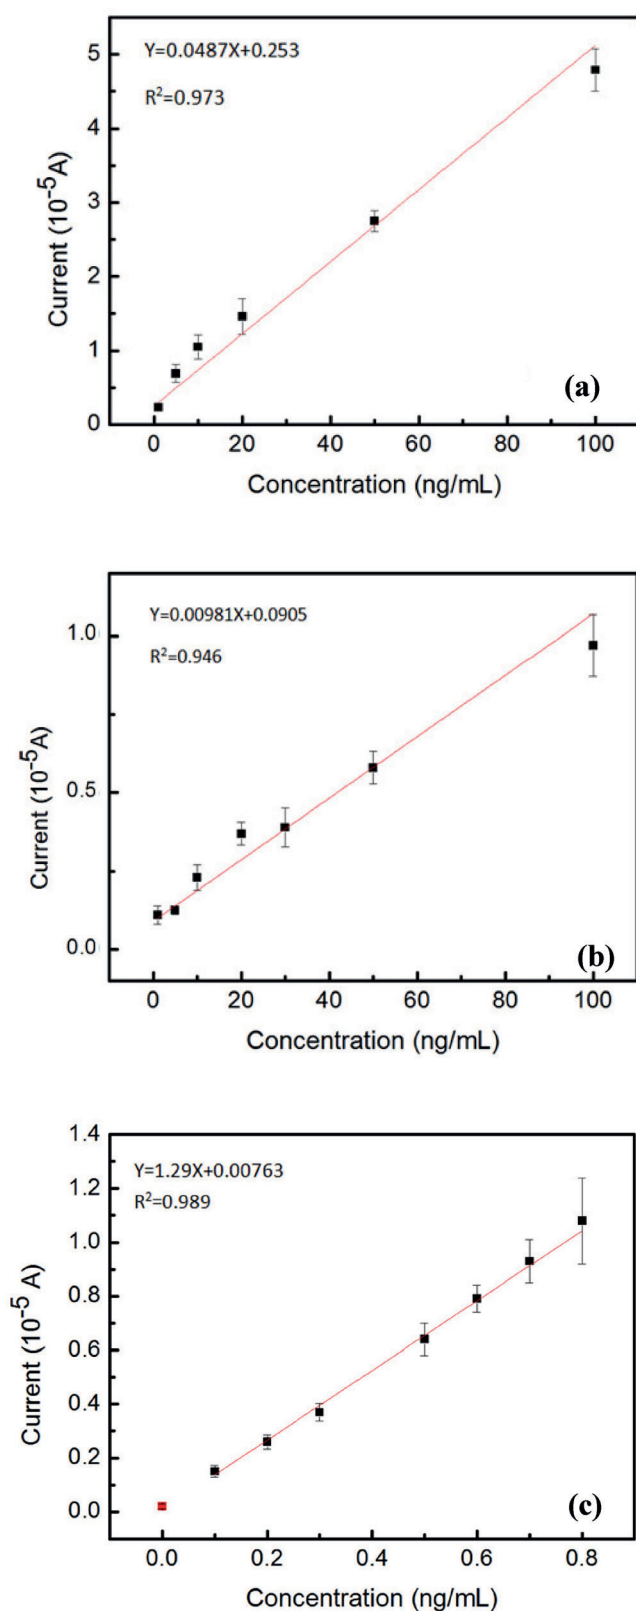 Y=0.0487X+0.253
R²=0.973
5
4
3
2
1
0
Current (10⁻⁵A)
(a)
0 20 40 60 80 100
Concentration (ng/mL)
Y=0.00981X+0.0905
R²=0.946
1.0
0.5
0.0
Current (10⁻⁵A)
(b)
0 20 40 60 80 100
Concentration (ng/mL)
Y=1.29X+0.00763
R²=0.989
1.4
1.2
1.0
0.8
0.6
0.4
0.2
0.0
Current (10⁻⁵ A)
(c)
0.0 0.2 0.4 0.6 0.8
Concentration (ng/mL)